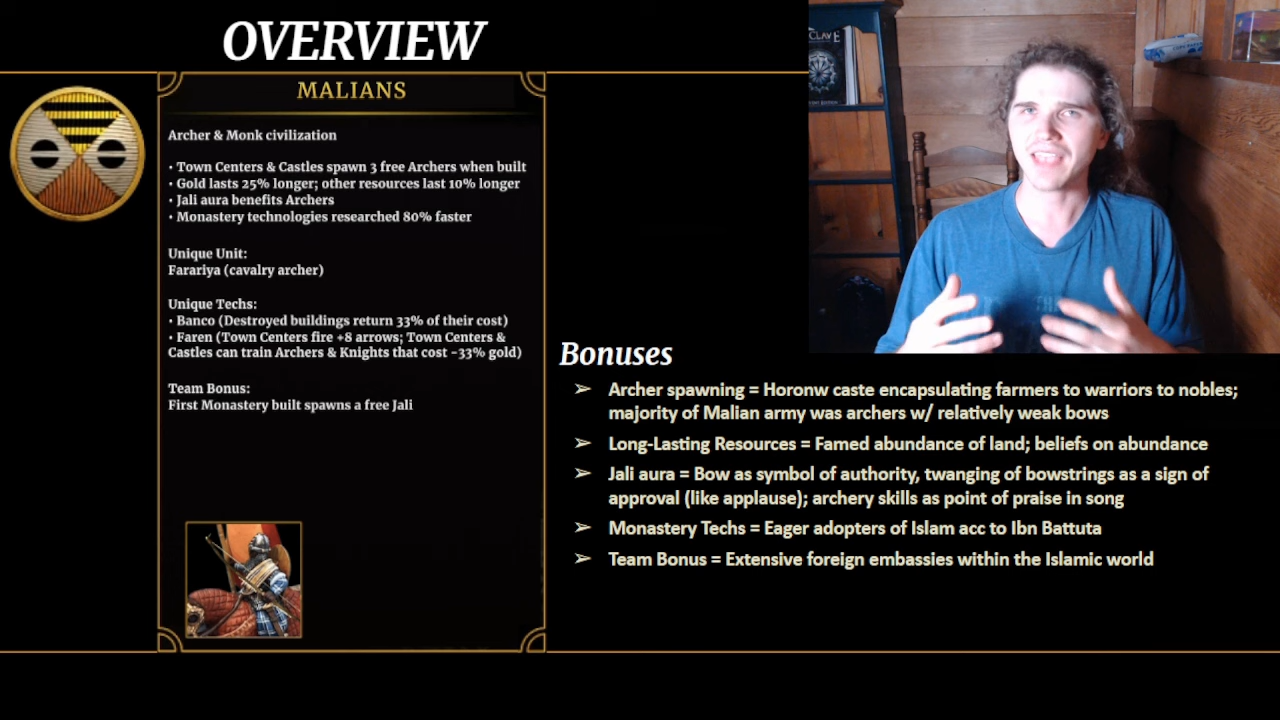 OVERVIEW
MALIANS
Archer & Monk civilization
• Town Centers & Castles spawn 3 free Archers when built
• Gold lasts 25% longer; other resources last 10% longer
• Jali aura benefits Archers
• Monastery technologies researched 80% faster
Unique Unit:
Farariya (cavalry archer)
Unique Techs:
• Banco (Destroyed buildings return 33% of their cost)
• Faren (Town Centers fire +8 arrows; Town Centers &
Castles can train Archers & Knights that cost -33% gold)
Team Bonus:
First Monastery built spawns a free Jali
Bonuses
➢ Archer spawning = Horonw caste encapsulating farmers to warriors to nobles;
majority of Malian army was archers w/ relatively weak bows
➢ Long-Lasting Resources = Famed abundance of land; beliefs on abundance
➢ Jali aura = Bow as symbol of authority, twanging of bowstrings as a sign of
approval (like applause); archery skills as point of praise in song
➢ Monastery Techs = Eager adopters of Islam acc to Ibn Battuta
➢ Team Bonus = Extensive foreign embassies within the Islamic world